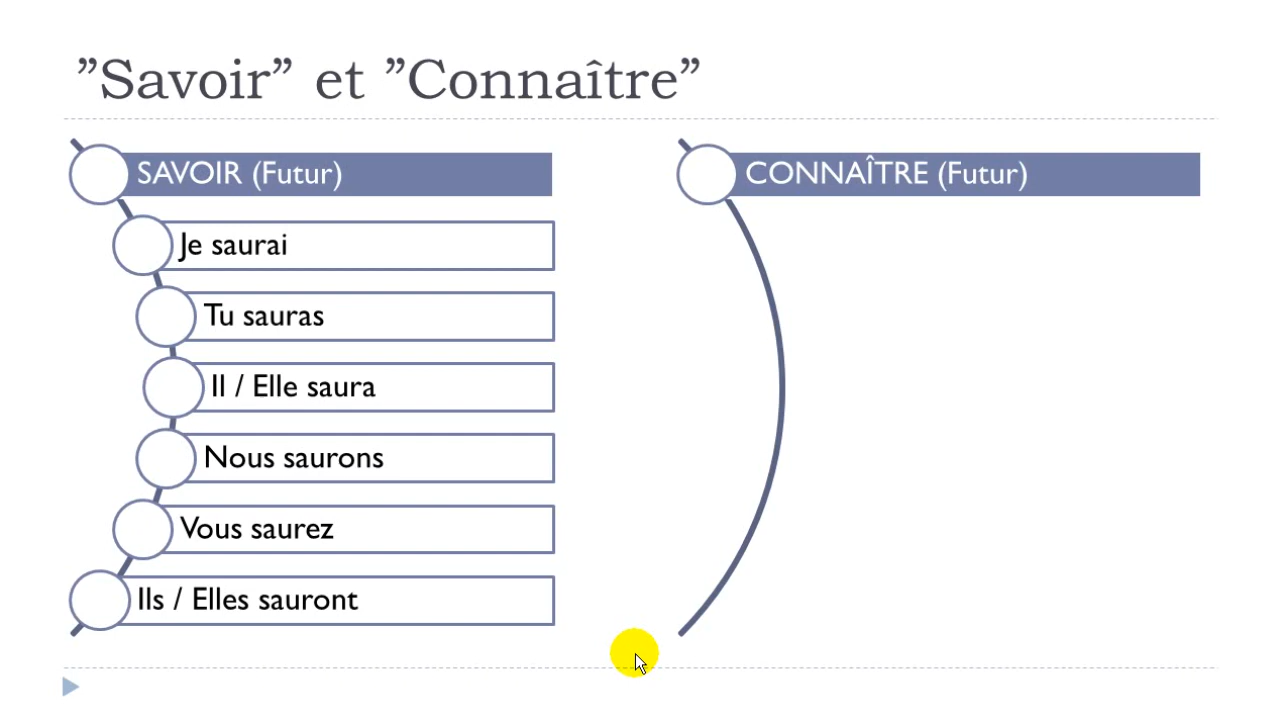 ”Savoir” et ”Connaître”
SAVOIR (Futur)
Je saurai
Tu sauras
Il / Elle saura
Nous saurons
Vous saurez
Ils / Elles sauront
CONNAÎTRE (Futur)